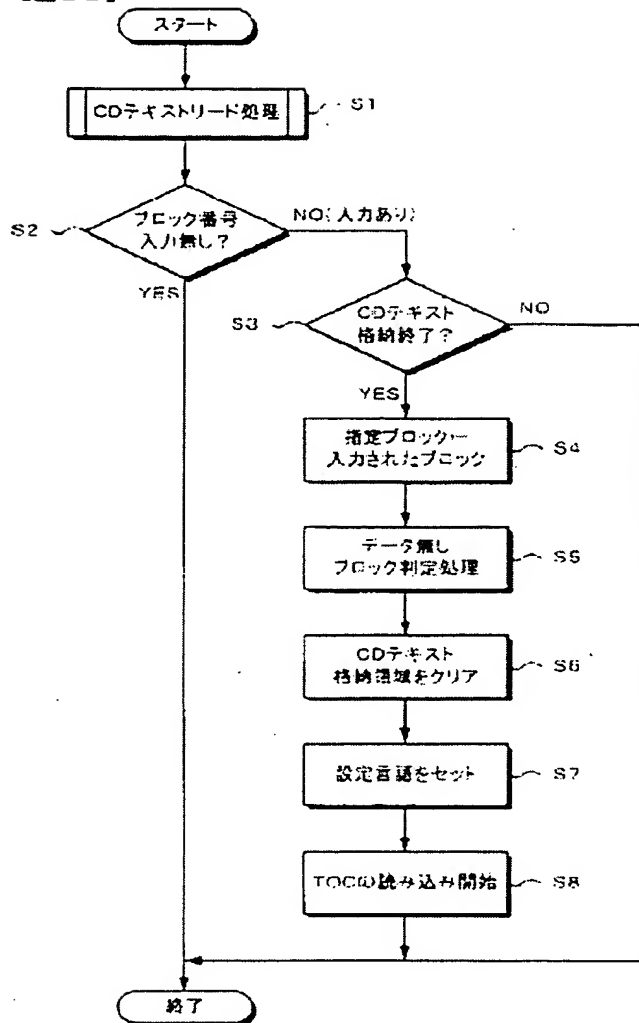 スタート
CDテキストリード処理
S1
S2
ブロック番号
入力無し?
NO(入力あり)
YES
S3
CDテキスト
格納終了?
NO
YES
指定ブロック←
入力されたブロック
S4
データ無し
ブロック判定処理
S5
CDテキスト
格納領域をクリア
S6
設定言語をセット
S7
TOCの読み込み開始
S8
終了